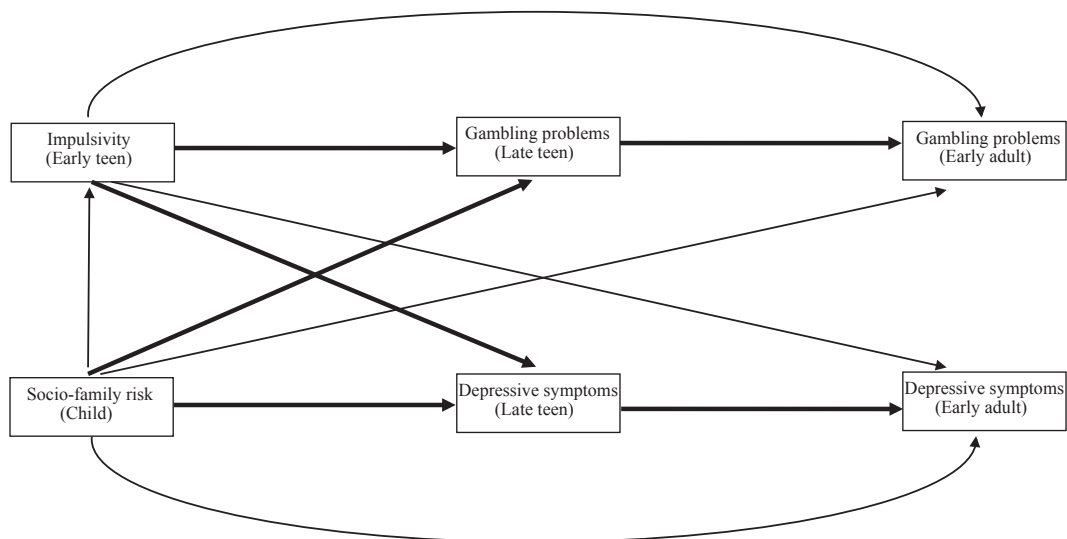 Impulsivity
(Early teen)
Gambling problems
(Late teen)
Gambling problems
(Early adult)
Socio-family risk
(Child)
Depressive symptoms
(Late teen)
Depressive symptoms
(Early adult)